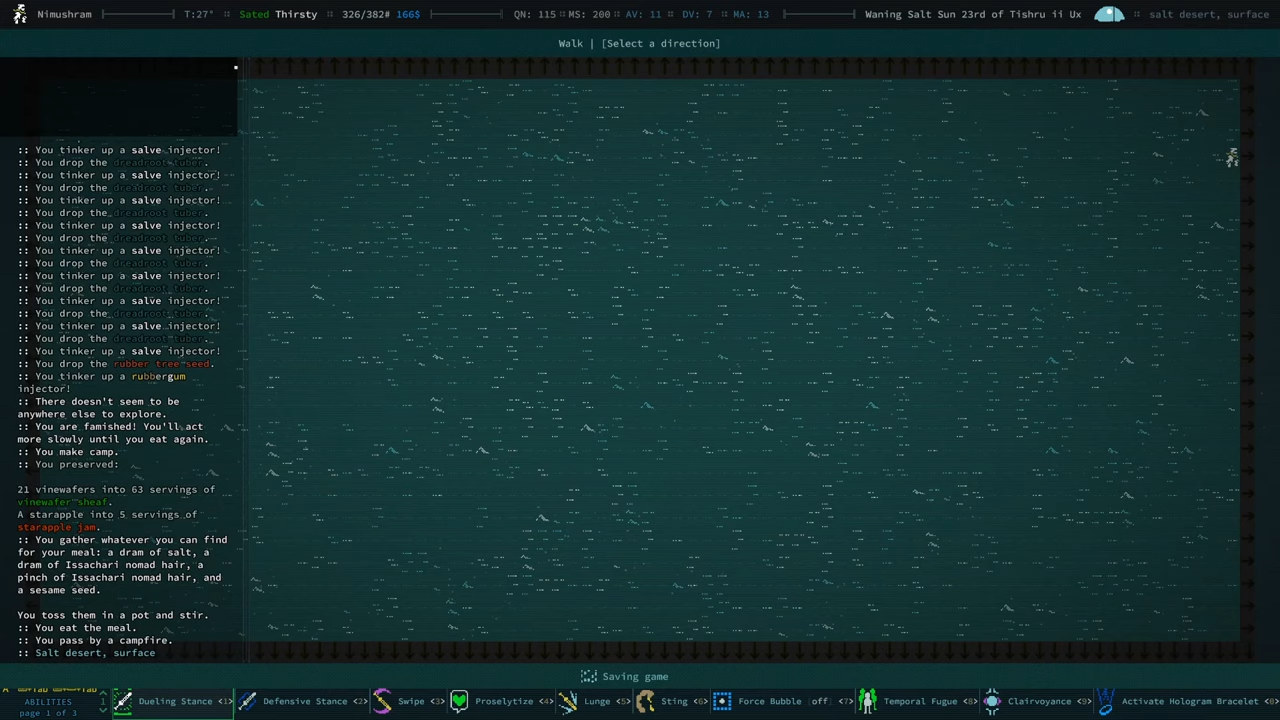 Nimushram T:27° Sated Thirsty 326/382# 166$ QN: 115 MS: 200 AV: 11 DV: 7 MA: 13 Waning Salt Sun 23rd of Tishru ii Ux salt desert, surface
Walk | [Select a direction]
:: You tinker up a salve injector!
:: You drop the dreadroot tuber.
:: You tinker up a salve injector!
:: You drop the dreadroot tuber.
:: You tinker up a salve injector!
:: You drop the dreadroot tuber.
:: You tinker up a salve injector!
:: You drop the dreadroot tuber.
:: You tinker up a salve injector!
:: You drop the dreadroot tuber.
:: You tinker up a salve injector!
:: You drop the dreadroot tuber.
:: You tinker up a salve injector!
:: You drop the dreadroot tuber.
:: You tinker up a salve injector!
:: You drop the dreadroot tuber.
:: You tinker up a salve injector!
:: You drop the rubber tree seed.
:: You tinker up a rubbergum
injector!
:: There doesn't seem to be
anywhere else to explore.
:: You are famished! You'll act
more slowly until you eat again.
:: You make camp.
:: You preserved:
21 vinewafers into 63 servings of
vinewafer sheaf.
A starapple into 5 servings of
starapple jam.
:: You gather whatever you can find
for your meal: a dram of salt, a
dram of Issachari nomad hair, a
pinch of Issachari nomad hair, and
a sesame seed.
You toss them in a pot and stir.
:: You eat the meal.
:: You pass by a campfire.
:: Salt desert, surface
Saving game
ABILITIES
page 1 of 3
1
Dueling Stance <1> Defensive Stance <2> Swipe <3> Proselytize <4> Lunge <5> Sting <6> Force Bubble [off] <7> Temporal Fugue <8> Clairvoyance <9> Activate Hologram Bracelet